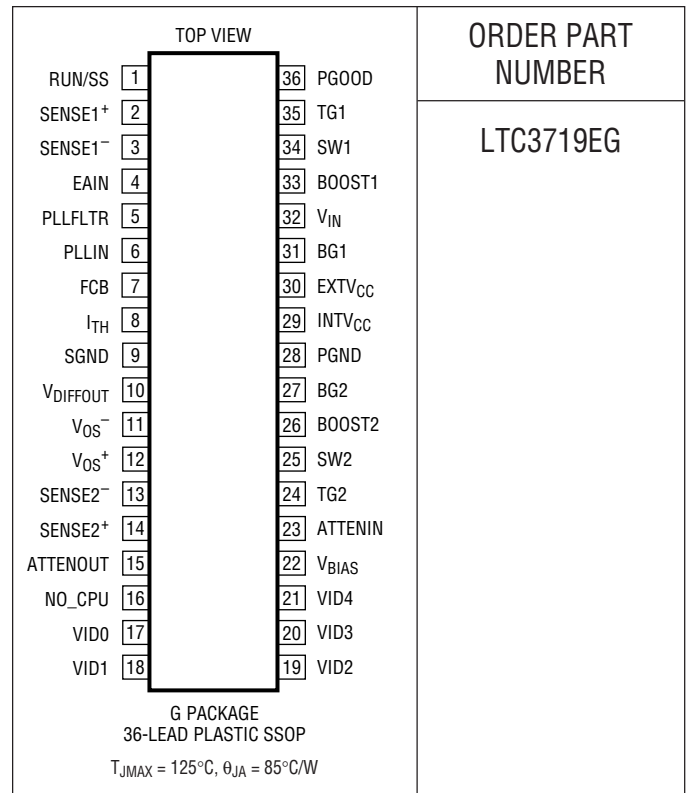 TOP VIEW
RUN/SS 1 36 PGOOD
SENSE1+ 2 35 TG1
SENSE1– 3 34 SW1
EAIN 4 33 BOOST1
PLLFLTR 5 32 VIN
PLLIN 6 31 BG1
FCB 7 30 EXTVCC
ITH 8 29 INTVCC
SGND 9 28 PGND
VDIFFOUT 10 27 BG2
VOS– 11 26 BOOST2
VOS+ 12 25 SW2
SENSE2– 13 24 TG2
SENSE2+ 14 23 ATTENIN
ATTENOUT 15 22 VBIAS
NO_CPU 16 21 VID4
VID0 17 20 VID3
VID1 18 19 VID2
G PACKAGE
36-LEAD PLASTIC SSOP
TJMAX = 125°C, θJA = 85°C/W
ORDER PART
NUMBER
LTC3719EG